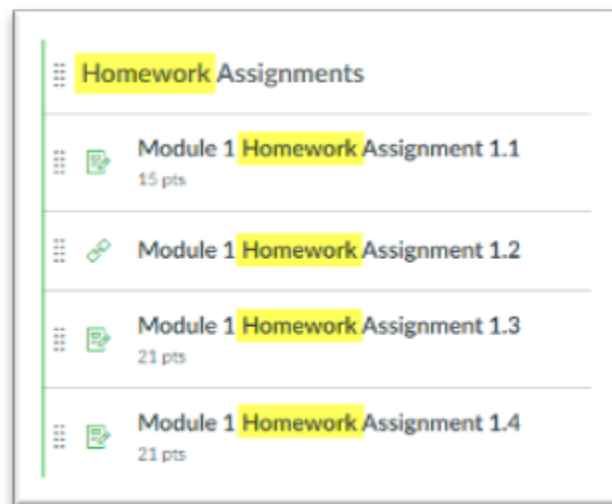 Homework Assignments
Module 1 Homework Assignment 1.1
15 pts
Module 1 Homework Assignment 1.2
Module 1 Homework Assignment 1.3
21 pts
Module 1 Homework Assignment 1.4
21 pts